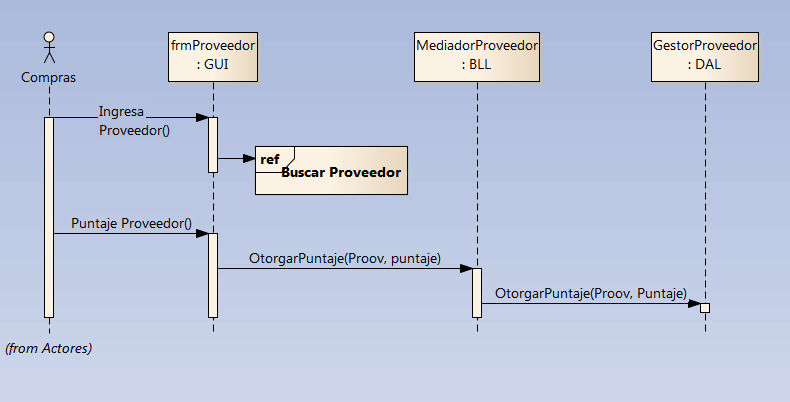 frmProveedor
: GUI
MediadorProveedor
: BLL
GestorProveedor
: DAL
Compras
Ingresa
Proveedor()
ref
Buscar Proveedor
Puntaje Proveedor()
OtorgarPuntaje(Proov, puntaje)
OtorgarPuntaje(Proov, Puntaje)
(from Actores)